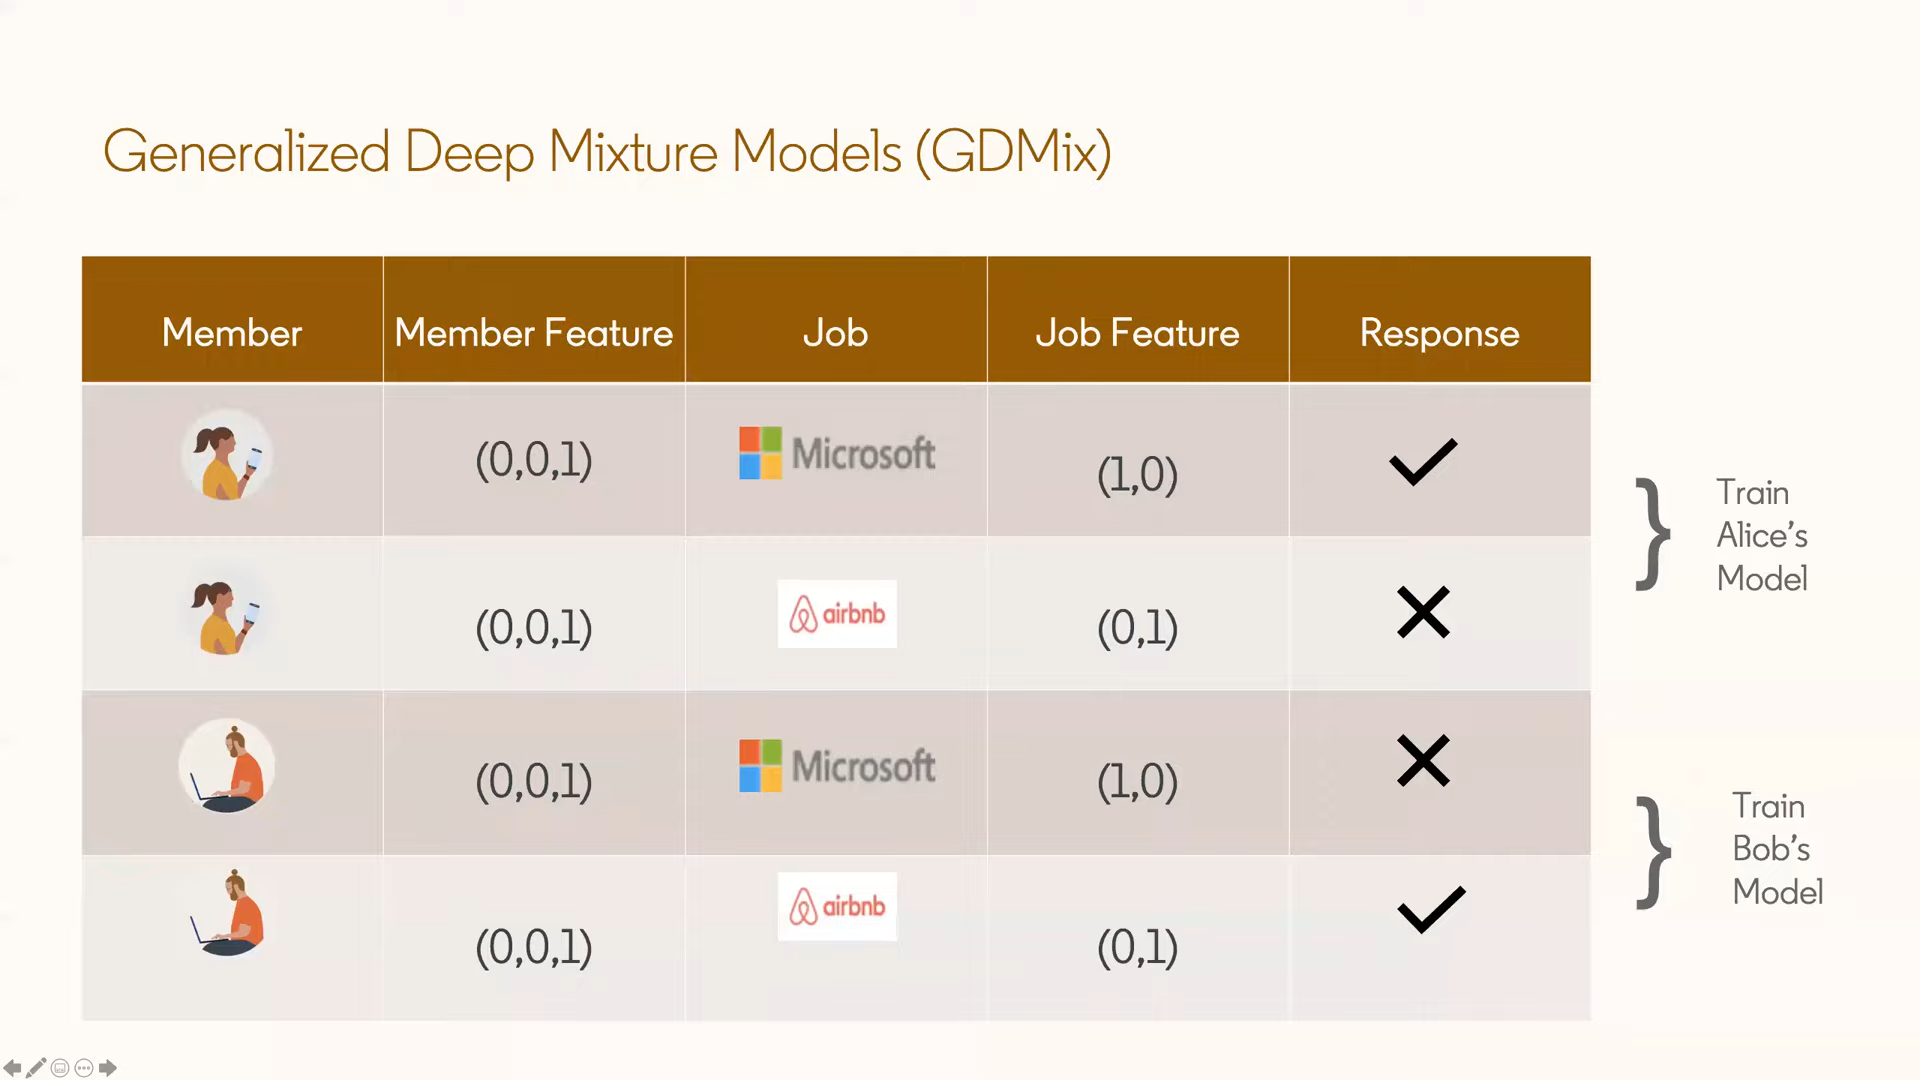 Generalized Deep Mixture Models (GDMix)
Member Member Feature Job Job Feature Response
(0,0,1) Microsoft (1,0)
(0,0,1) airbnb (0,1)
Train
Alice's
Model
(0,0,1) Microsoft (1,0)
(0,0,1) airbnb (0,1)
Train
Bob's
Model